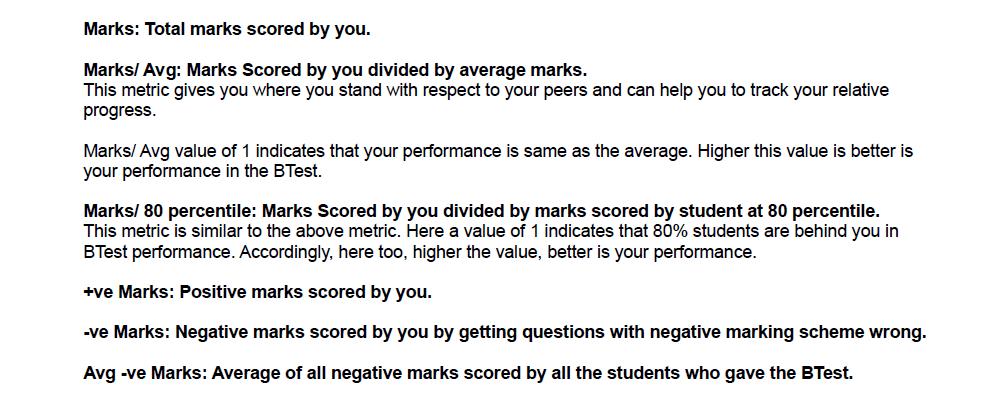 Marks: Total marks scored by you.
Marks/ Avg: Marks Scored by you divided by average marks.
This metric gives you where you stand with respect to your peers and can help you to track your relative
progress.
Marks/ Avg value of 1 indicates that your performance is same as the average. Higher this value is better is
your performance in the BTest.
Marks/ 80 percentile: Marks Scored by you divided by marks scored by student at 80 percentile.
This metric is similar to the above metric. Here a value of 1 indicates that 80% students are behind you in
BTest performance. Accordingly, here too, higher the value, better is your performance.
+ve Marks: Positive marks scored by you.
-ve Marks: Negative marks scored by you by getting questions with negative marking scheme wrong.
Avg -ve Marks: Average of all negative marks scored by all the students who gave the BTest.